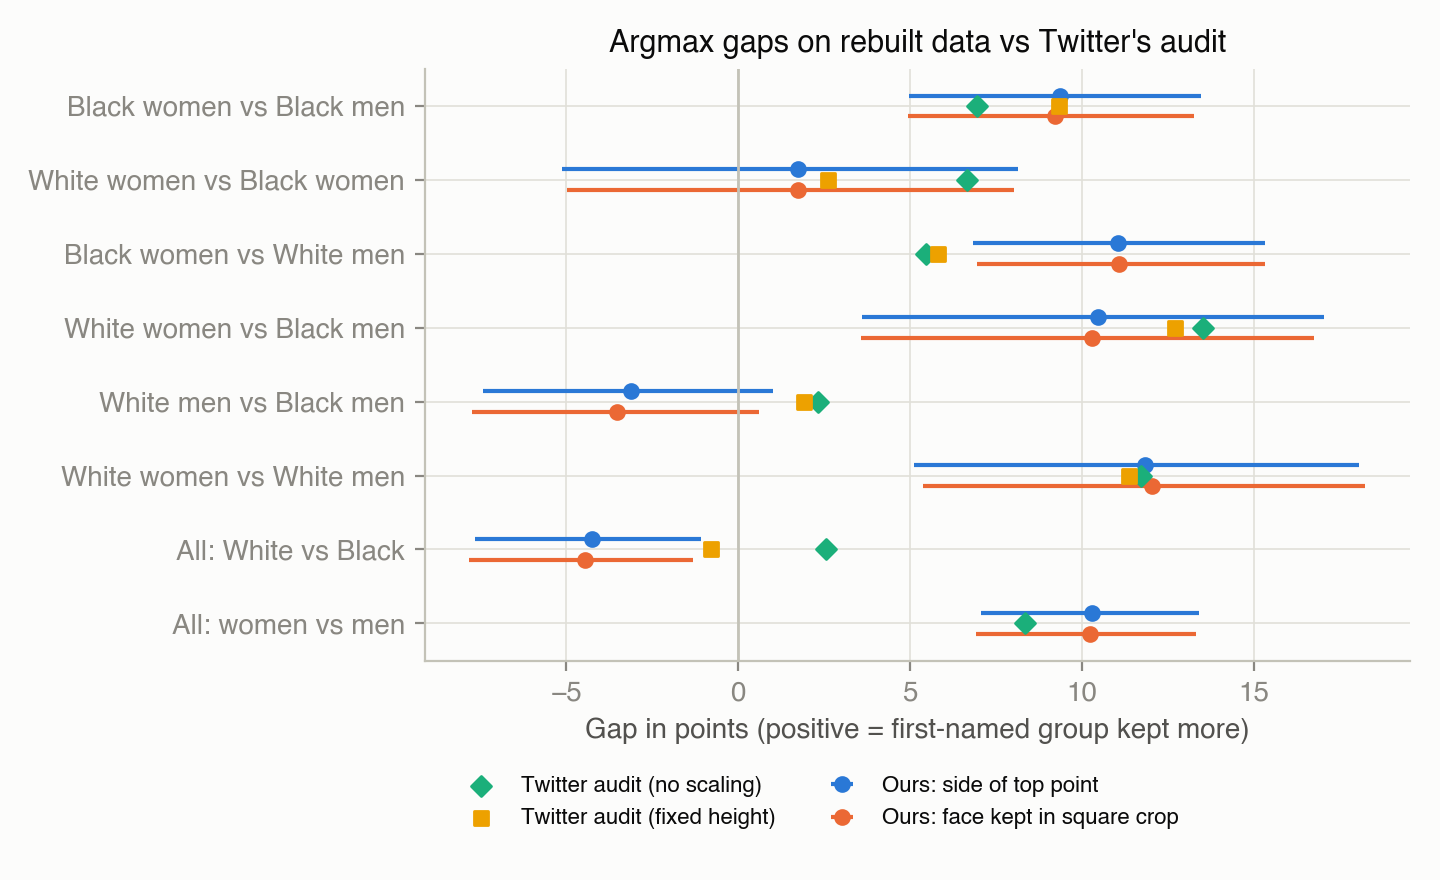 Argmax gaps on rebuilt data vs Twitter's audit
Black women vs Black men
White women vs Black women
Black women vs White men
White women vs Black men
White men vs Black men
White women vs White men
All: White vs Black
All: women vs men
–5 0 5 10 15
Gap in points (positive = first-named group kept more)
Twitter audit (no scaling)
Twitter audit (fixed height)
Ours: side of top point
Ours: face kept in square crop